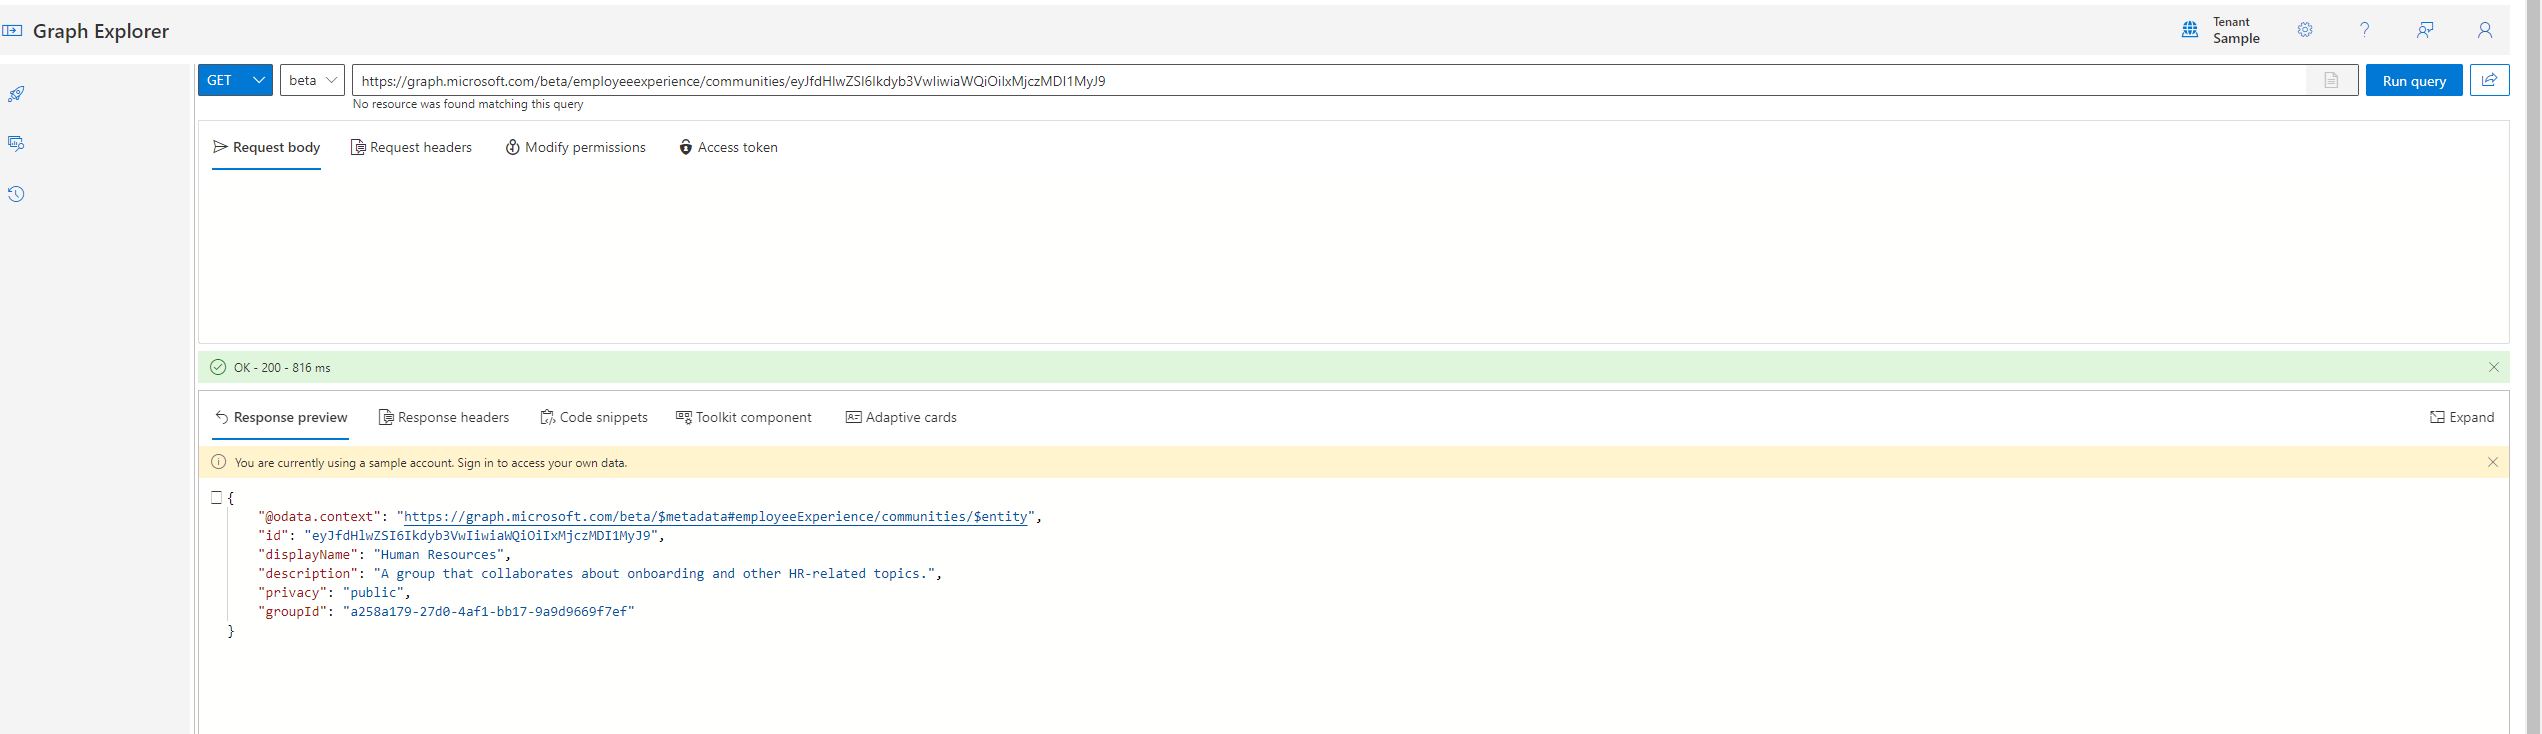 Graph Explorer
Tenant
Sample
GET
beta
https://graph.microsoft.com/beta/employeeexperience/communities/eyJfdHlwZSI6Ikdyb3VwIiwiaWQiOiIxMjczMDI1MyJ9
Run query
No resource was found matching this query
Request body
Request headers
Modify permissions
Access token
OK - 200 - 816 ms
Response preview
Response headers
Code snippets
Toolkit component
Adaptive cards
Expand
You are currently using a sample account. Sign in to access your own data.
{
"@odata.context": "https://graph.microsoft.com/beta/$metadata#employeeExperience/communities/$entity",
"id": "eyJfdHlwZSI6Ikdyb3VwIiwiaWQiOiIxMjczMDI1MyJ9",
"displayName": "Human Resources",
"description": "A group that collaborates about onboarding and other HR-related topics.",
"privacy": "public",
"groupId": "a258a179-27d0-4af1-bb17-9a9d9669f7ef"
}